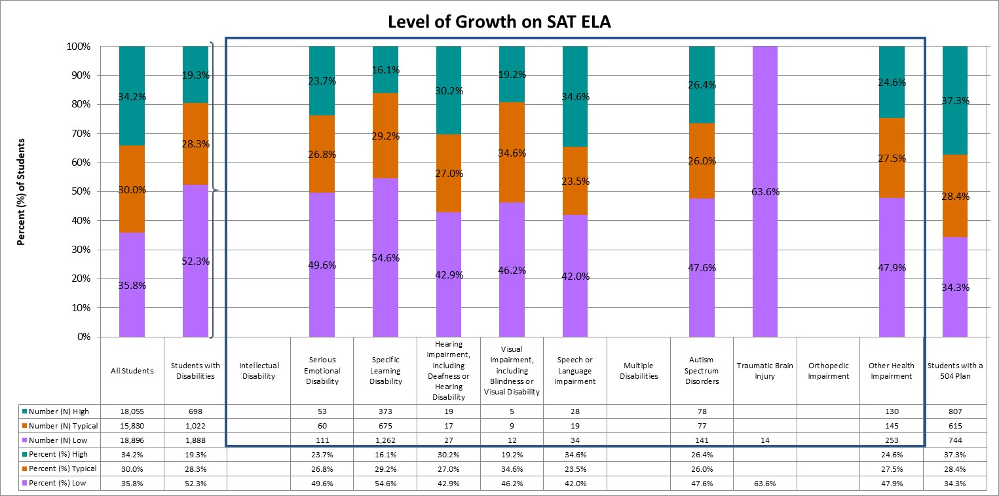 Level of Growth on SAT ELA
Percent (%) of Students
100%
90%
80%
70%
60%
50%
40%
30%
20%
10%
0%
34.2% 19.3% 23.7% 16.1% 30.2% 19.2% 34.6% 26.4% 24.6% 37.3%
30.0% 28.3% 26.8% 29.2% 27.0% 34.6% 23.5% 26.0% 27.5% 28.4%
35.8% 52.3% 49.6% 54.6% 42.9% 46.2% 42.0% 47.6% 63.6% 47.9% 34.3%
All Students
Students with
Disabilities
Intellectual
Disability
Serious
Emotional
Disability
Specific
Learning
Disability
Hearing
Impairment,
including
Deafness or
Hearing
Disability
Visual
Impairment,
including
Blindness or
Visual Disability
Speech or
Language
Impairment
Multiple
Disabilities
Autism
Spectrum
Disorders
Traumatic Brain
Injury
Orthopedic
Impairment
Other Health
Impairment
Students with a
504 Plan
Number (N) High 18,055 698 53 373 19 5 28 78 130 807
Number (N) Typical 15,830 1,022 60 675 17 9 19 77 145 615
Number (N) Low 18,896 1,888 111 1,262 27 12 34 141 14 253 744
Percent (%) High 34.2% 19.3% 23.7% 16.1% 30.2% 19.2% 34.6% 26.4% 24.6% 37.3%
Percent (%) Typical 30.0% 28.3% 26.8% 29.2% 27.0% 34.6% 23.5% 26.0% 27.5% 28.4%
Percent (%) Low 35.8% 52.3% 49.6% 54.6% 42.9% 46.2% 42.0% 47.6% 63.6% 47.9% 34.3%